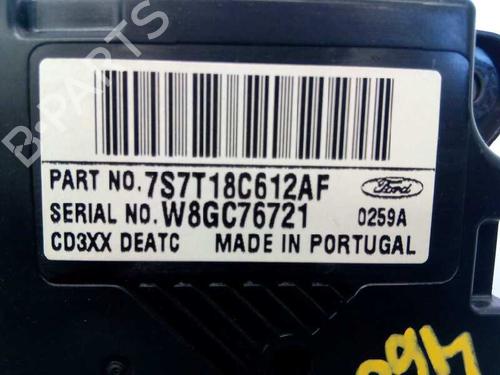 B-PARTS
PART NO. 7S7T18C612AF Ford
SERIAL NO. W8GC76721 0259A
CD3XX DEATC MADE IN PORTUGAL